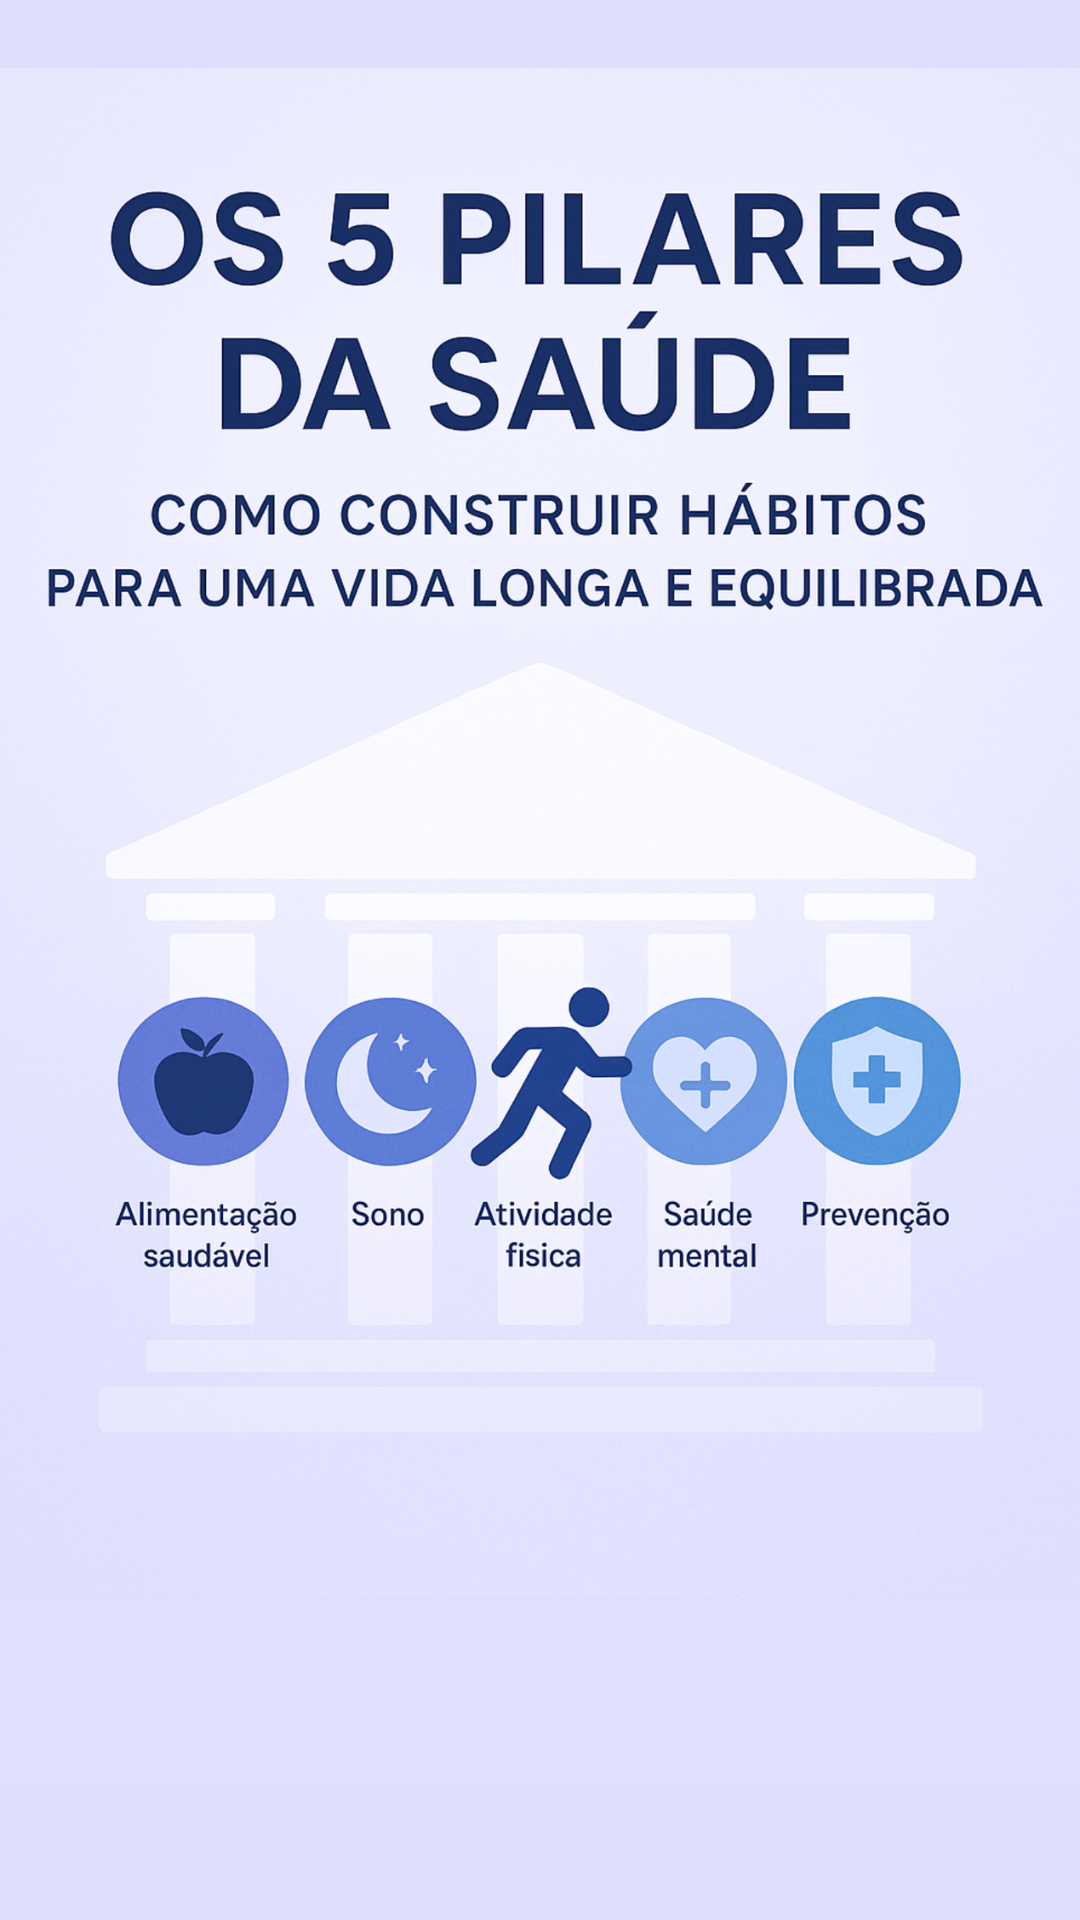 OS 5 PILARES
DA SAÚDE
COMO CONSTRUIR HÁBITOS
PARA UMA VIDA LONGA E EQUILIBRADA
Alimentação
saudável
Sono
Atividade
fisica
Saúde
mental
Prevenção